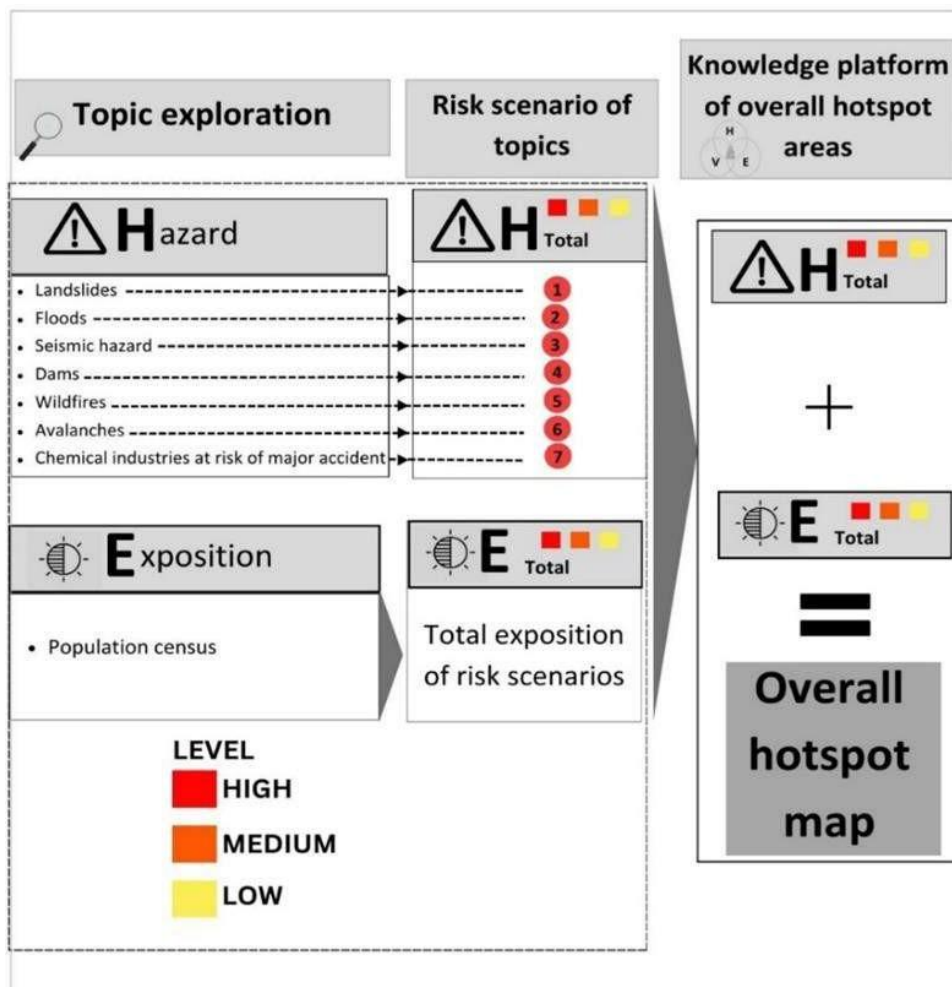 Topic exploration
Risk scenario of
topics
Knowledge platform
of overall hotspot
areas
H
V E
Hazard
H Total
• Landslides
1
• Floods
2
• Seismic hazard
3
• Dams
4
• Wildfires
5
• Avalanches
6
• Chemical industries at risk of major accident
7
Exposition
E Total
• Population census
Total exposition
of risk scenarios
LEVEL
HIGH
MEDIUM
LOW
H Total
+
E Total
=
Overall
hotspot
map